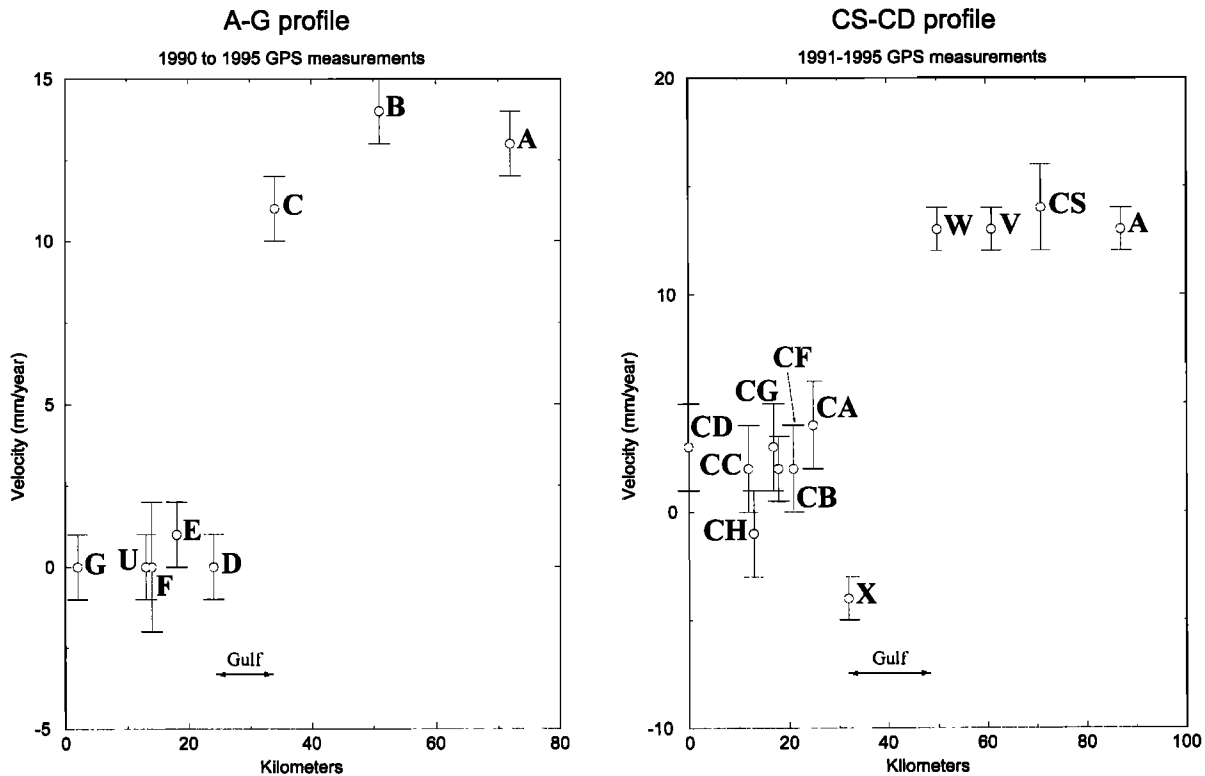 A-G profile
1990 to 1995 GPS measurements
15
10
5
0
-5
Velocity (mm/year)
B
A
C
G
U
F
E
D
Gulf
0
20
40
60
80
Kilometers
CS-CD profile
1991-1995 GPS measurements
20
10
0
-10
Velocity (mm/year)
W
V
CS
A
CF
CG
CA
CD
CC
CB
CH
X
Gulf
0
20
40
60
80
100
Kilometers